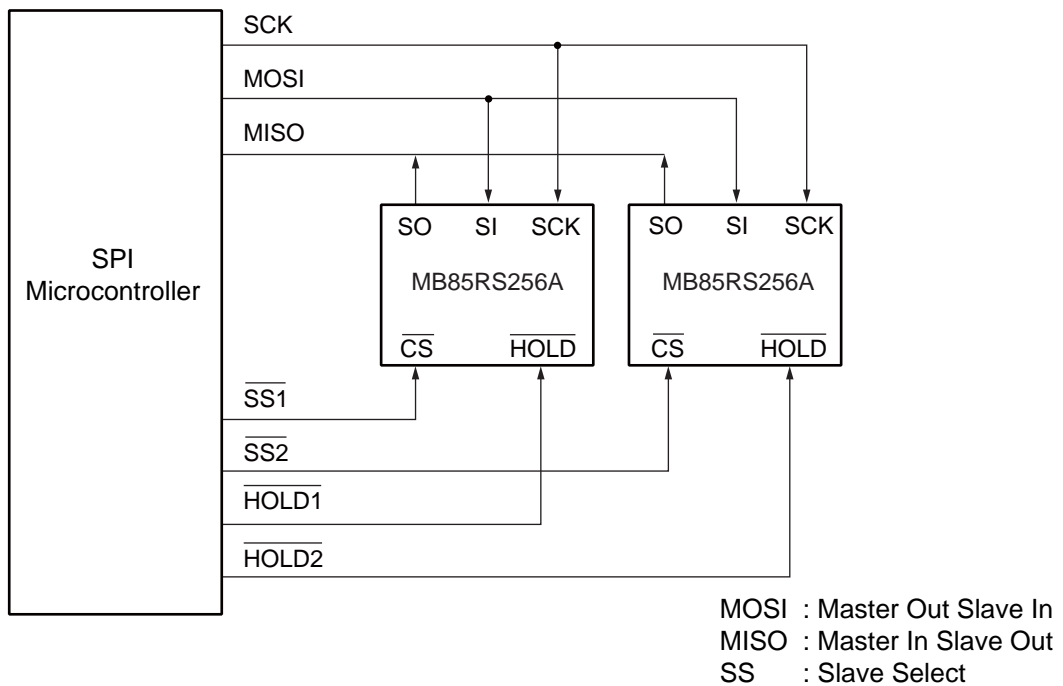 SCK
MOSI
MISO
SPI
Microcontroller
SO SI SCK
MB85RS256A
CS HOLD
SO SI SCK
MB85RS256A
CS HOLD
SS1
SS2
HOLD1
HOLD2
MOSI : Master Out Slave In
MISO : Master In Slave Out
SS : Slave Select